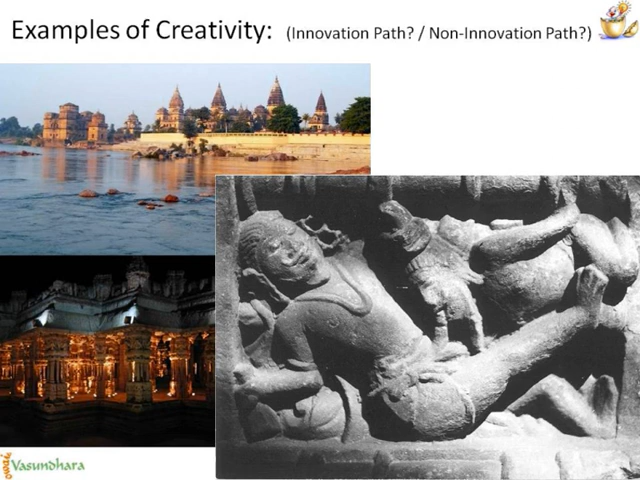 Examples of Creativity: (Innovation Path? / Non-Innovation Path?)
Vasundhara